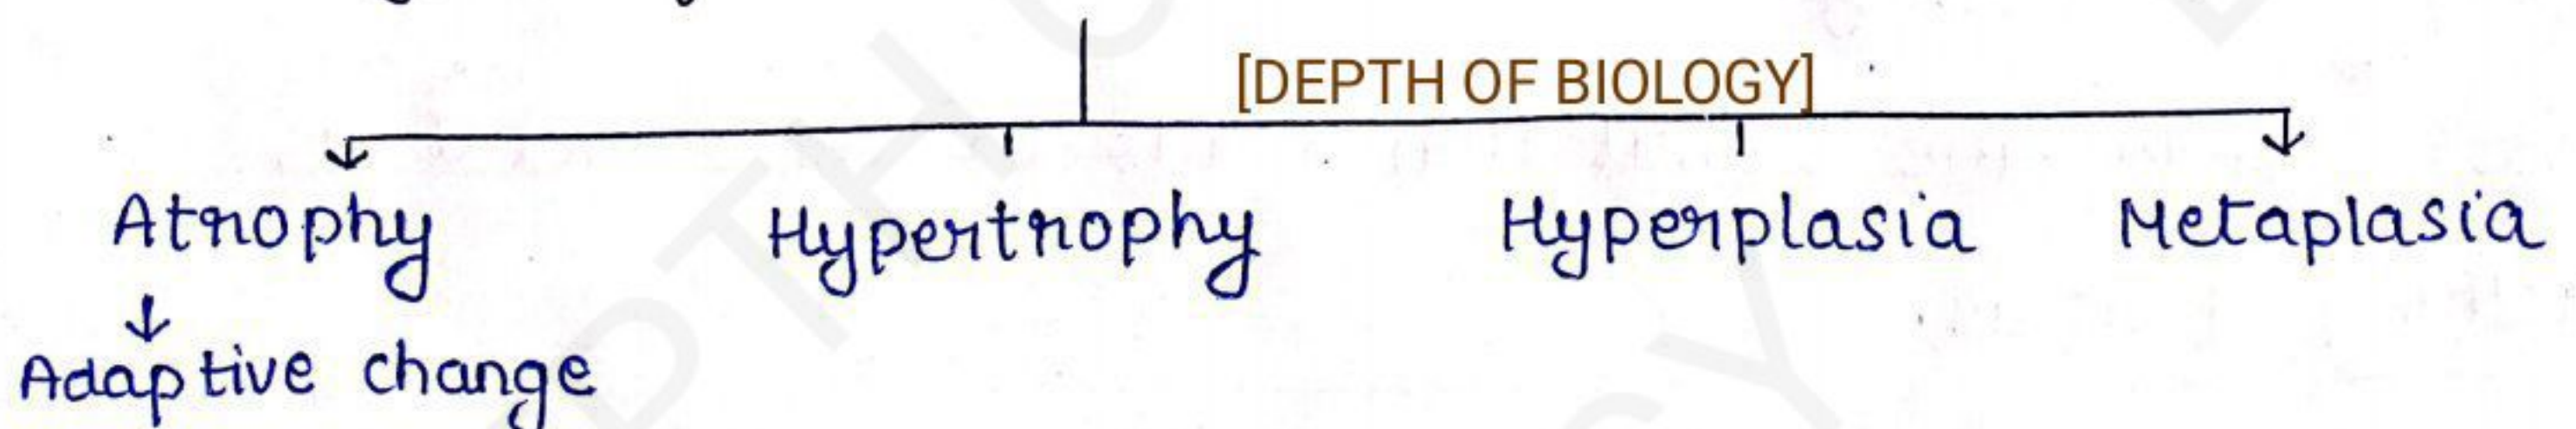 [DEPTH OF BIOLOGY]
Atrophy Hypertrophy Hyperplasia Metaplasia
Adaptive change